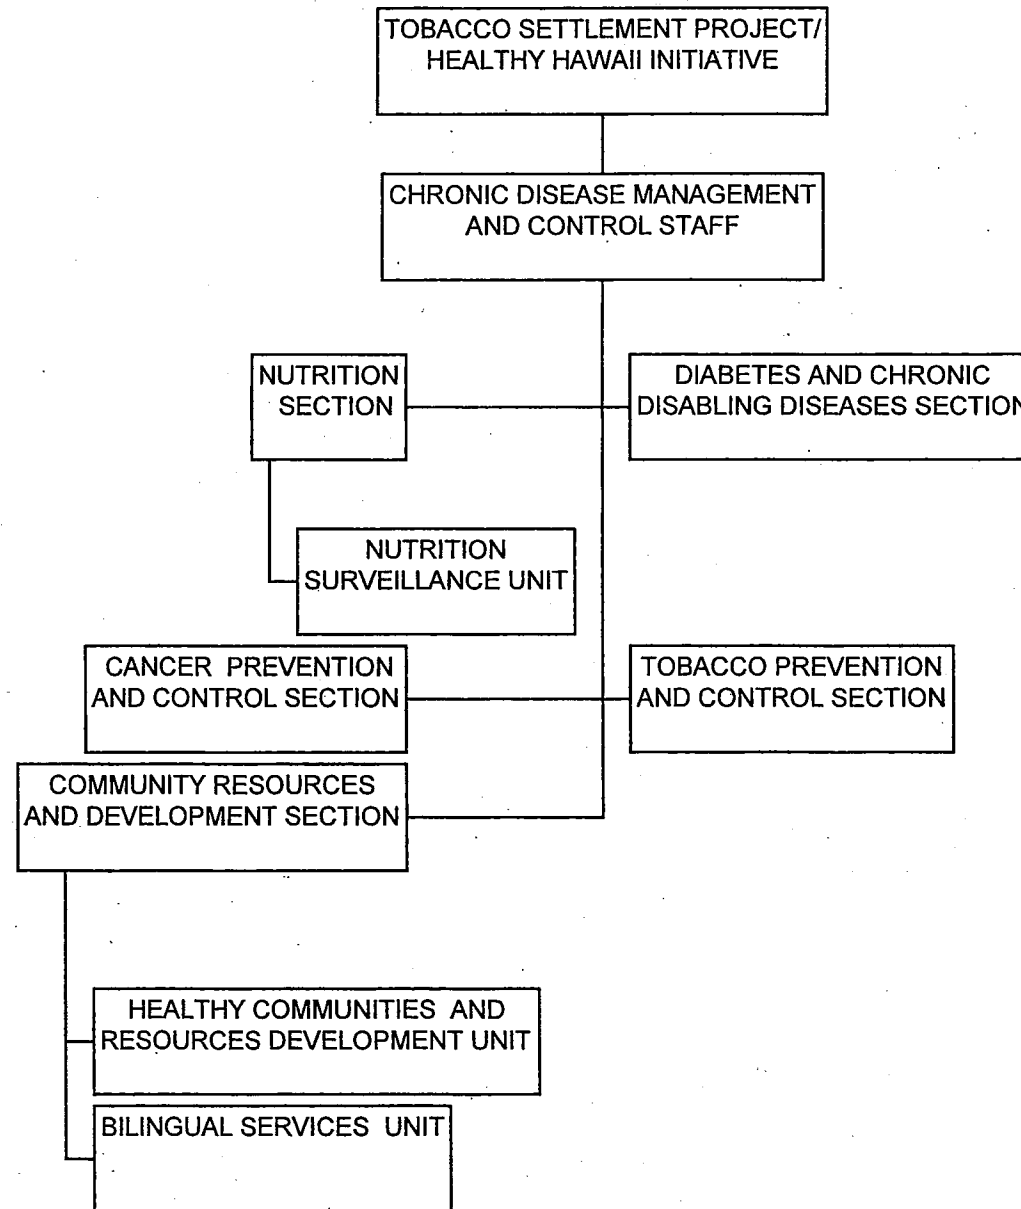 TOBACCO SETTLEMENT PROJECT/
HEALTHY HAWAII INITIATIVE
CHRONIC DISEASE MANAGEMENT
AND CONTROL STAFF
NUTRITION
SECTION
DIABETES AND CHRONIC
DISABLING DISEASES SECTION
NUTRITION
SURVEILLANCE UNIT
CANCER PREVENTION
AND CONTROL SECTION
TOBACCO PREVENTION
AND CONTROL SECTION
COMMUNITY RESOURCES
AND DEVELOPMENT SECTION
HEALTHY COMMUNITIES AND
RESOURCES DEVELOPMENT UNIT
BILINGUAL SERVICES UNIT